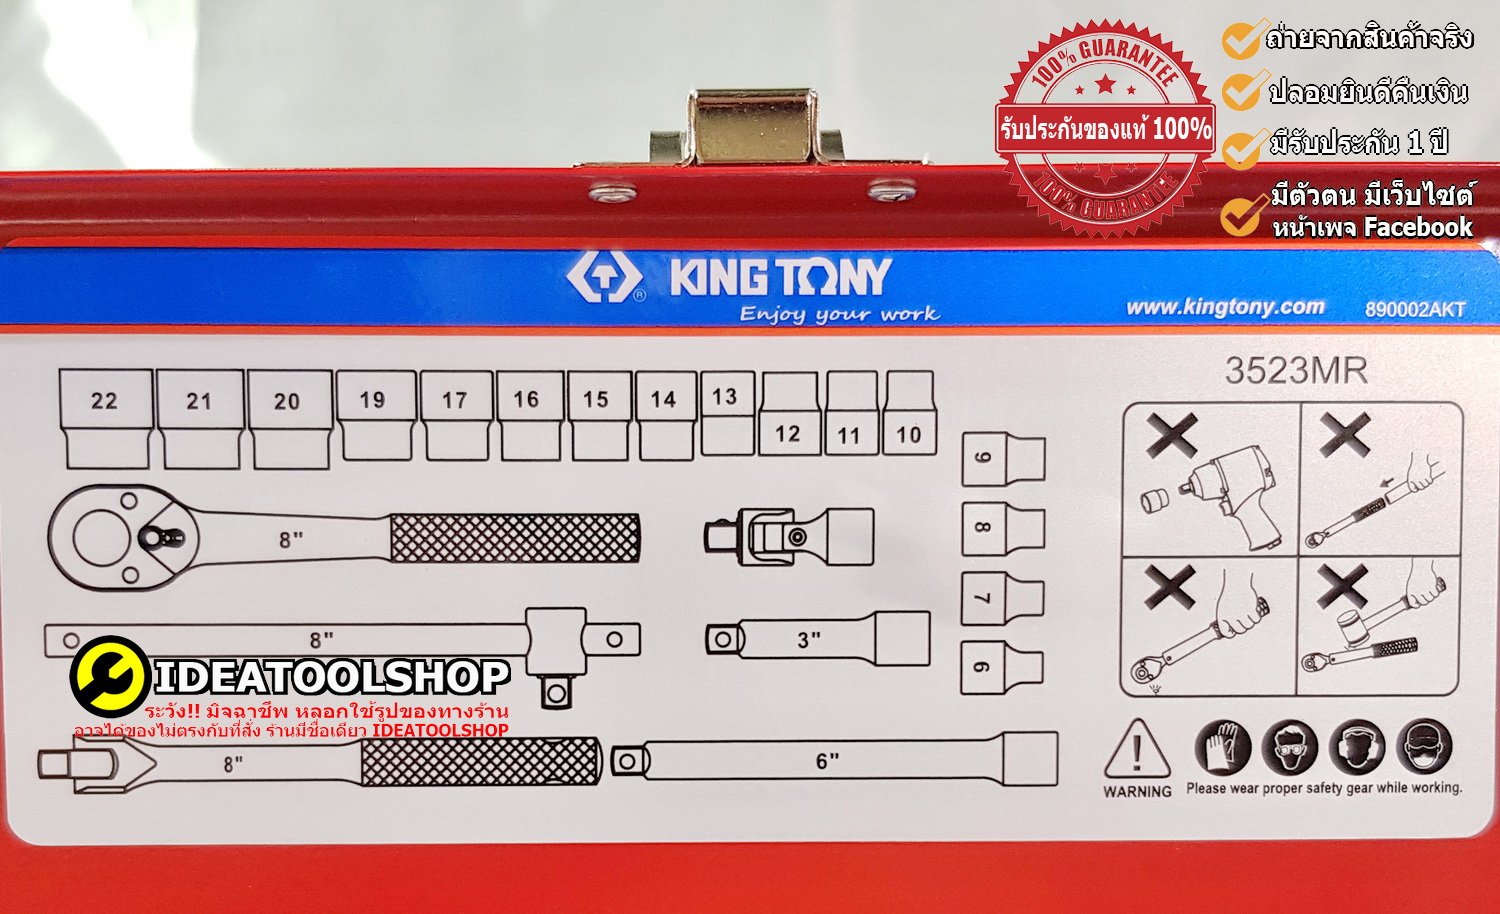 100% GUARANTEE
รับประกันของแท้ 100%
100% GUARANTEE
ถ่ายจากสินค้าจริง
ปลอมยินดีคืนเงิน
มีรับประกัน 1 ปี
มีตัวตน มีเว็บไซต์
หน้าเพจ Facebook
KING TONY
®
Enjoy your work
www.kingtony.com 890002AKT
3523MR
22 21 20 19 17 16 15 14 13
12 11 10
9
8
7
6
8"
8"
3"
IDEATOOLSHOP
ระวัง!! มิจฉาชีพ หลอกใช้รูปของทางร้าน
อาจได้ของไม่ตรงกับที่สั่ง ร้านมีชื่อเดียว IDEATOOLSHOP
8"
6"
WARNING
Please wear proper safety gear while working.